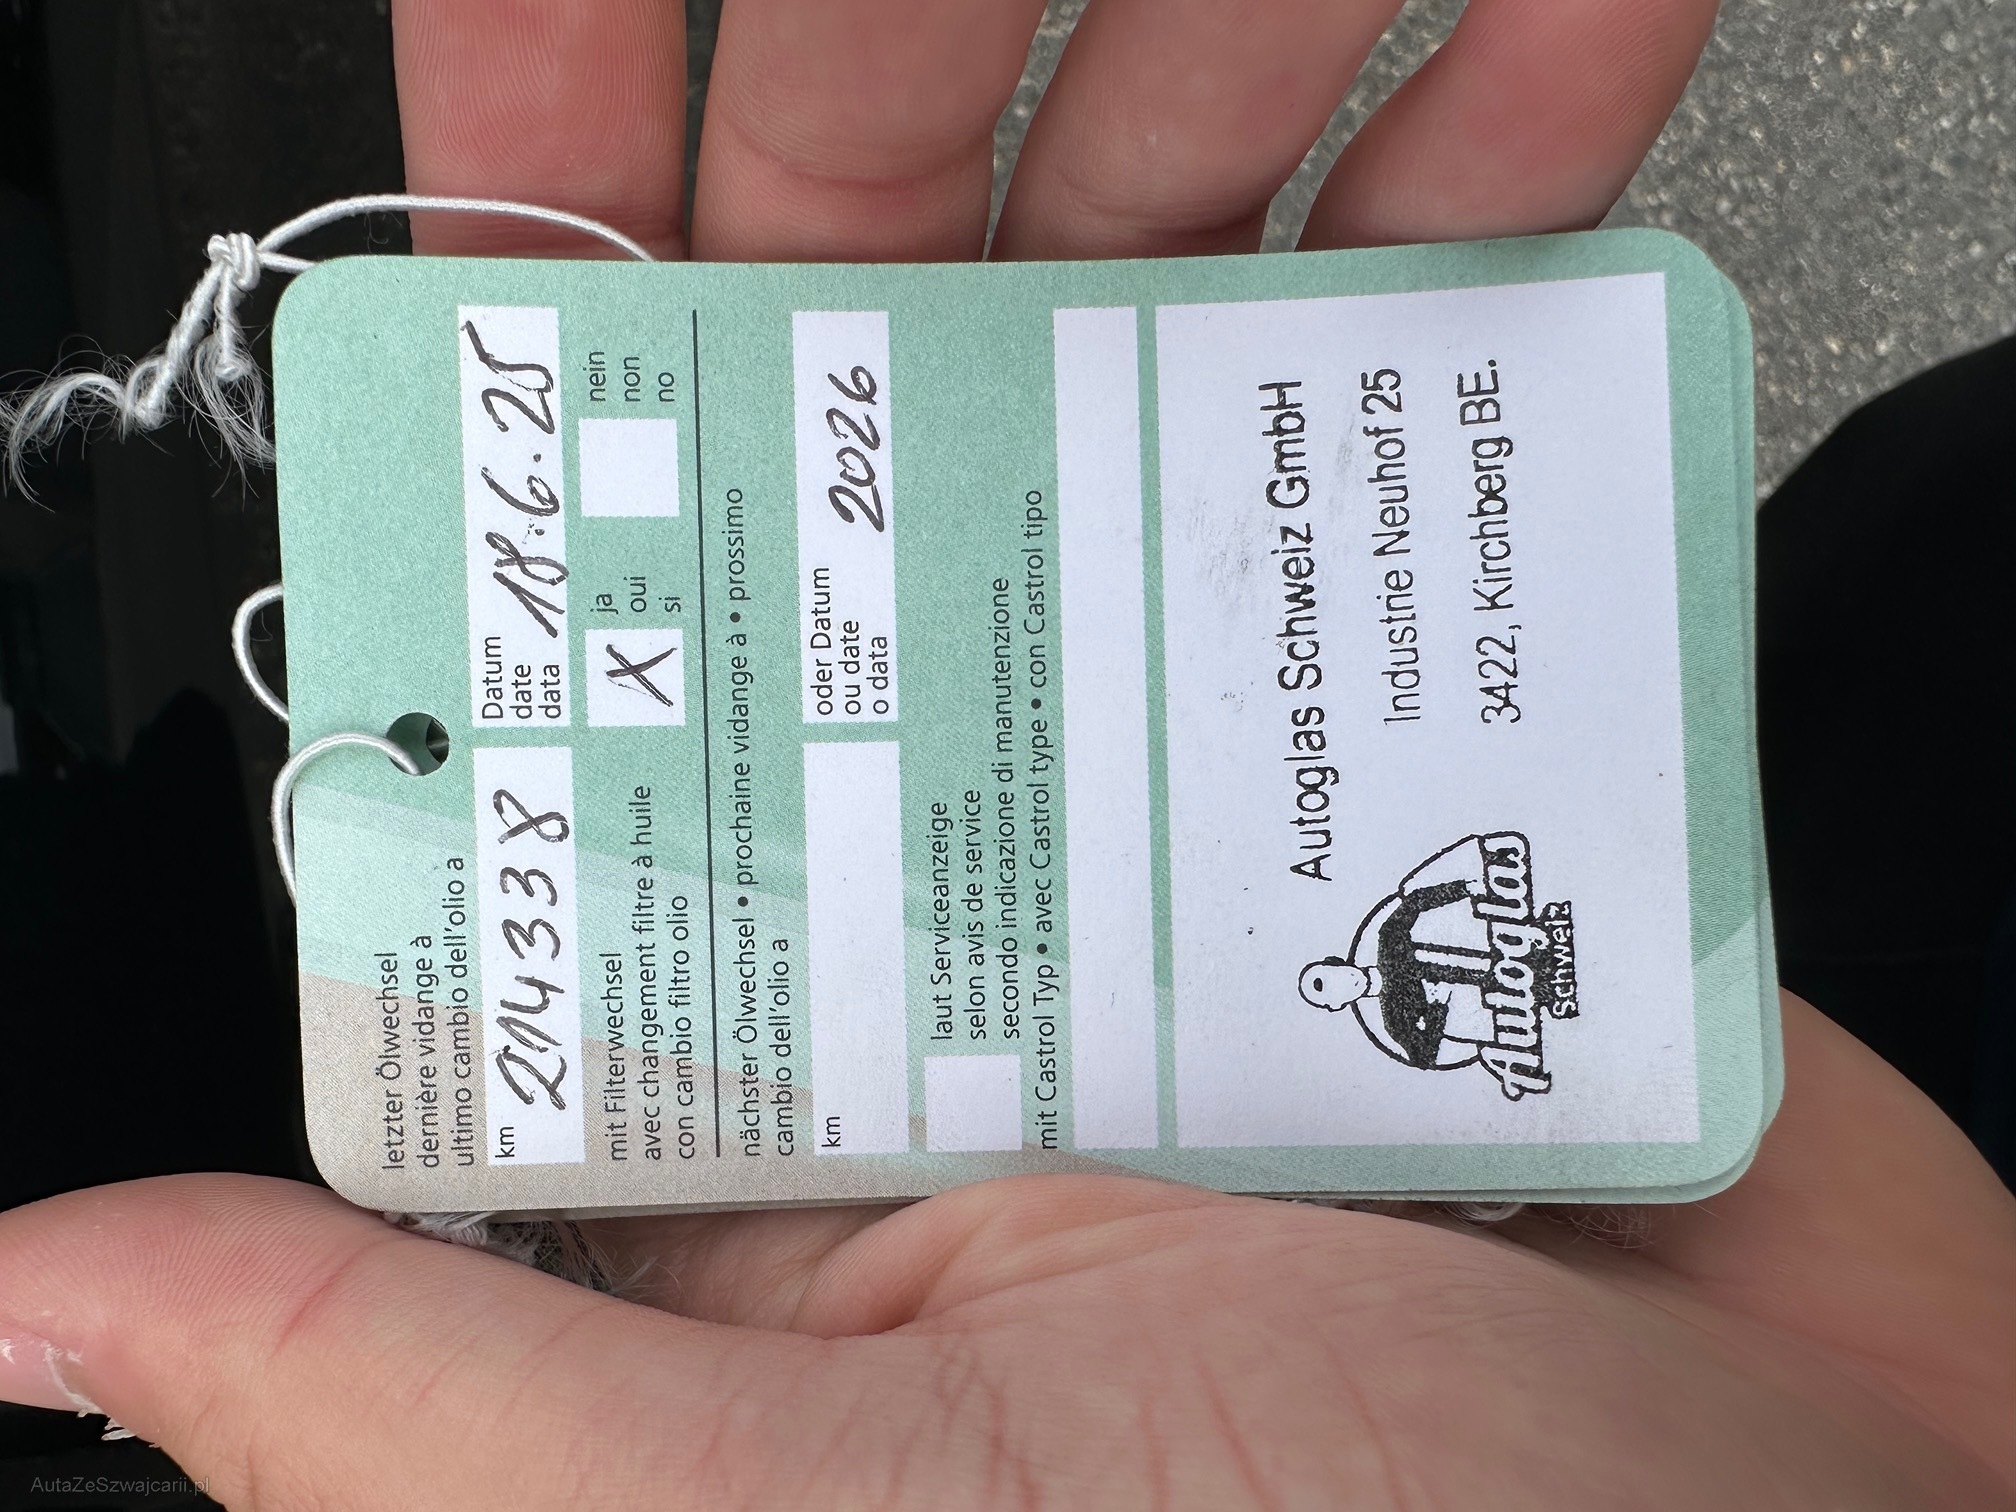 letzter Ölwechsel
dernière vidange à
ultimo cambio dell'olio a
km 214338
Datum
date
data
18.6.25
mit Filterwechsel
avec changement filtre à huile
con cambio filtro olio
X
ja
oui
si
nein
non
no
nächster Ölwechsel • prochaine vidange à • prossimo
cambio dell'olio a
km
oder Datum
ou date
o data
2026
laut Serviceanzeige
selon avis de service
secondo indicazione di manutenzione
mit Castrol Typ • avec Castrol type • con Castrol tipo
Autoglas Schweiz GmbH
Industrie Neuhof 25
3422, Kirchberg BE.
Autoglas
Schweiz
AutaZeSzwajcarii.pl